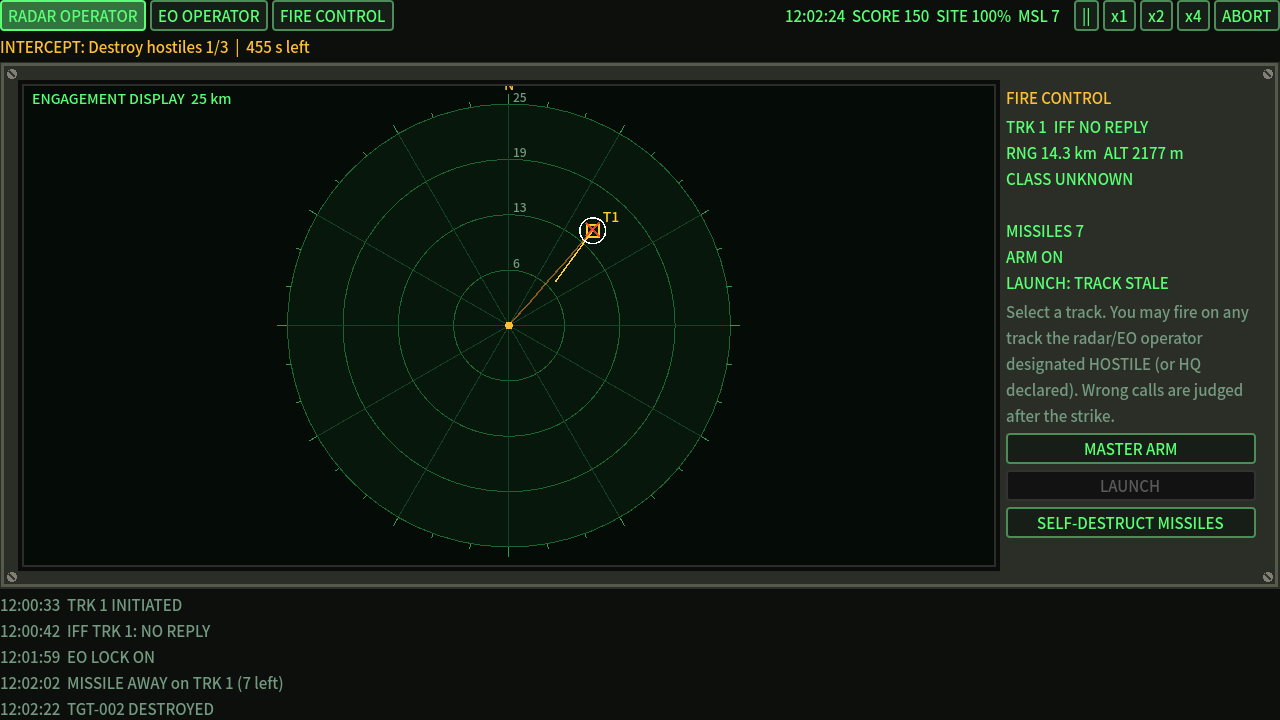 RADAR OPERATOR EO OPERATOR FIRE CONTROL 12:02:24 SCORE 150 SITE 100% MSL 7 || x1 x2 x4 ABORT
INTERCEPT: Destroy hostiles 1/3 | 455 s left
ENGAGEMENT DISPLAY 25 km
N
25
19
13
6
T1
FIRE CONTROL
TRK 1 IFF NO REPLY
RNG 14.3 km ALT 2177 m
CLASS UNKNOWN
MISSILES 7
ARM ON
LAUNCH: TRACK STALE
Select a track. You may fire on any
track the radar/EO operator
designated HOSTILE (or HQ
declared). Wrong calls are judged
after the strike.
MASTER ARM
LAUNCH
SELF-DESTRUCT MISSILES
12:00:33 TRK 1 INITIATED
12:00:42 IFF TRK 1: NO REPLY
12:01:59 EO LOCK ON
12:02:02 MISSILE AWAY on TRK 1 (7 left)
12:02:22 TGT-002 DESTROYED